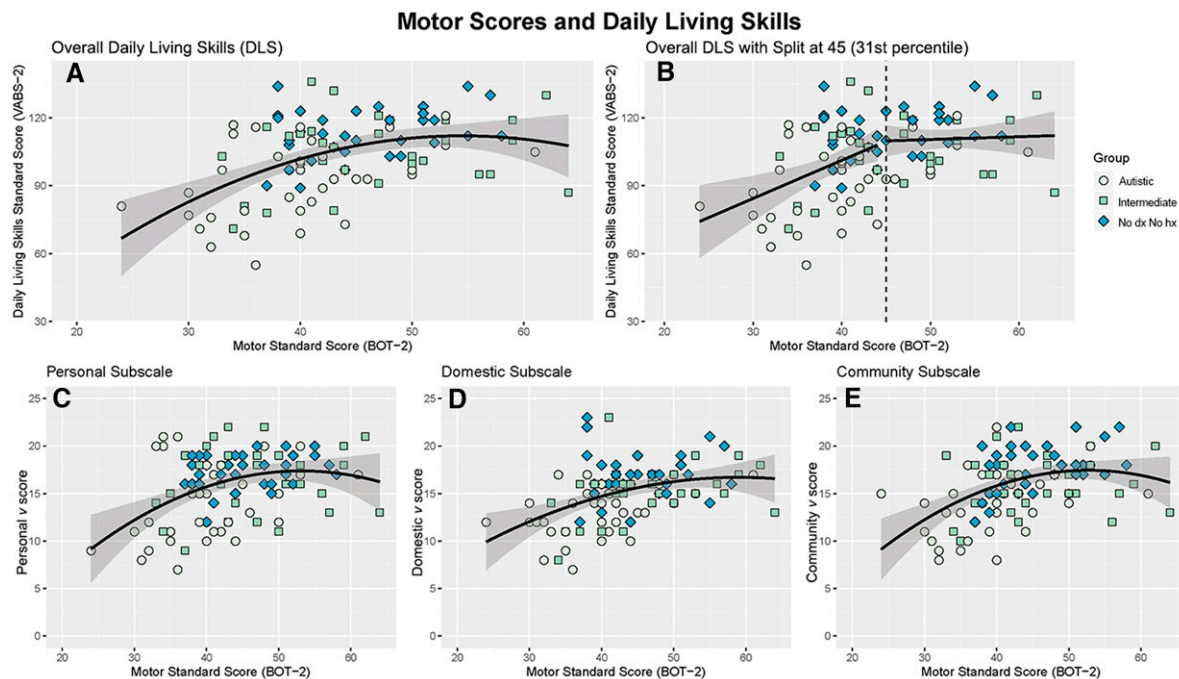 Motor Scores and Daily Living Skills
Overall Daily Living Skills (DLS)
A
Daily Living Skills Standard Score (VABS-2)
120
90
60
30
20 30 40 50 60
Motor Standard Score (BOT-2)
Overall DLS with Split at 45 (31st percentile)
B
Daily Living Skills Standard Score (VABS-2)
120
90
60
30
20 30 40 50 60
Motor Standard Score (BOT-2)
Group
Autistic
Intermediate
No dx No hx
Personal Subscale
C
Personal v score
25
20
15
10
5
0
20 30 40 50 60
Motor Standard Score (BOT-2)
Domestic Subscale
D
Domestic v score
25
20
15
10
5
0
20 30 40 50 60
Motor Standard Score (BOT-2)
Community Subscale
E
Community v score
25
20
15
10
5
0
20 30 40 50 60
Motor Standard Score (BOT-2)